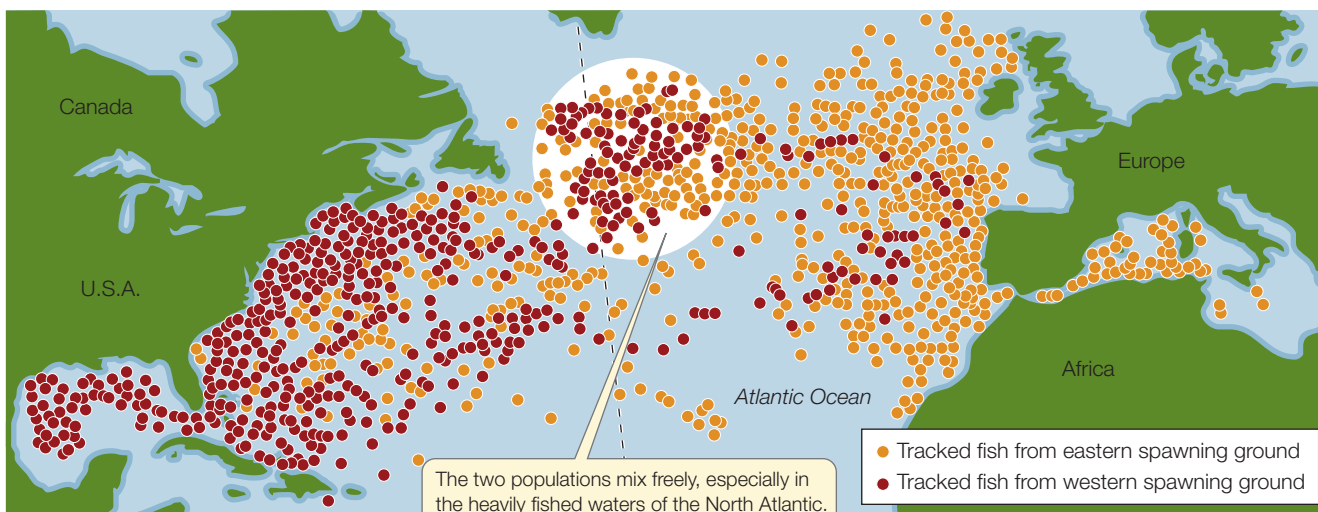 Canada
Europe
U.S.A.
Africa
Atlantic Ocean
Tracked fish from eastern spawning ground
Tracked fish from western spawning ground
The two populations mix freely, especially in
the heavily fished waters of the North Atlantic.